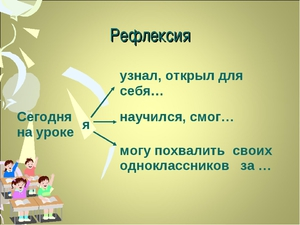 Рефлексия
узнал, открыл для
себя…
Сегодня
на уроке
я
научился, смог…
могу похвалить своих
одноклассников за …